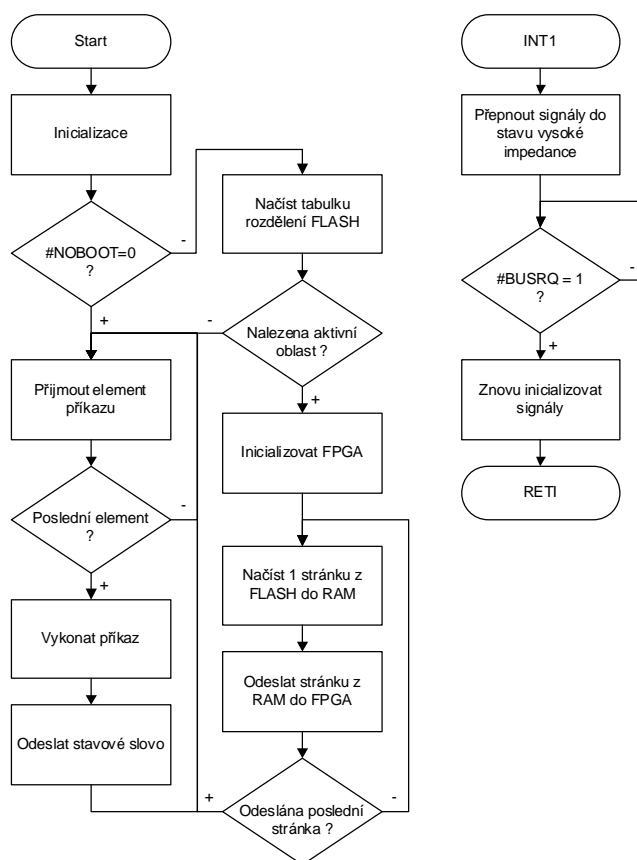 Start
Inicializace
#NOBOOT=0
?
-
+
Přijmout element
příkazu
Poslední element
?
-
+
Vykonat příkaz
Odeslat stavové slovo
Načíst tabulku
rozdělení FLASH
Nalezena aktivní
oblast ?
-
+
Inicializovat FPGA
Načíst 1 stránku z
FLASH do RAM
Odeslat stránku z
RAM do FPGA
Odeslána poslední
stránka ?
+
-
INT1
Přepnout signály do
stavu vysoké
impedance
#BUSRQ = 1
?
-
+
Znovu inicializovat
signály
RETI